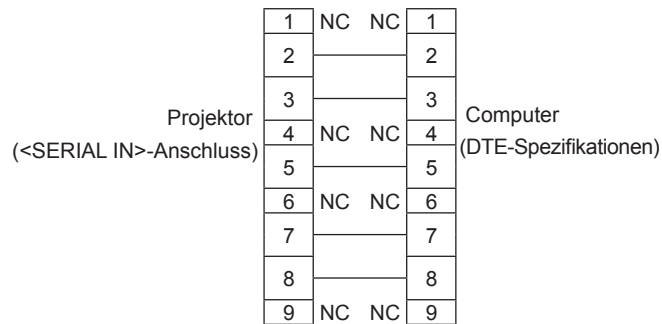 1 NC NC 1
2 2
3 3
Projektor
(<SERIAL IN>-Anschluss)
Computer
(DTE-Spezifikationen)
4 NC NC 4
5 5
6 NC NC 6
7 7
8 8
9 NC NC 9